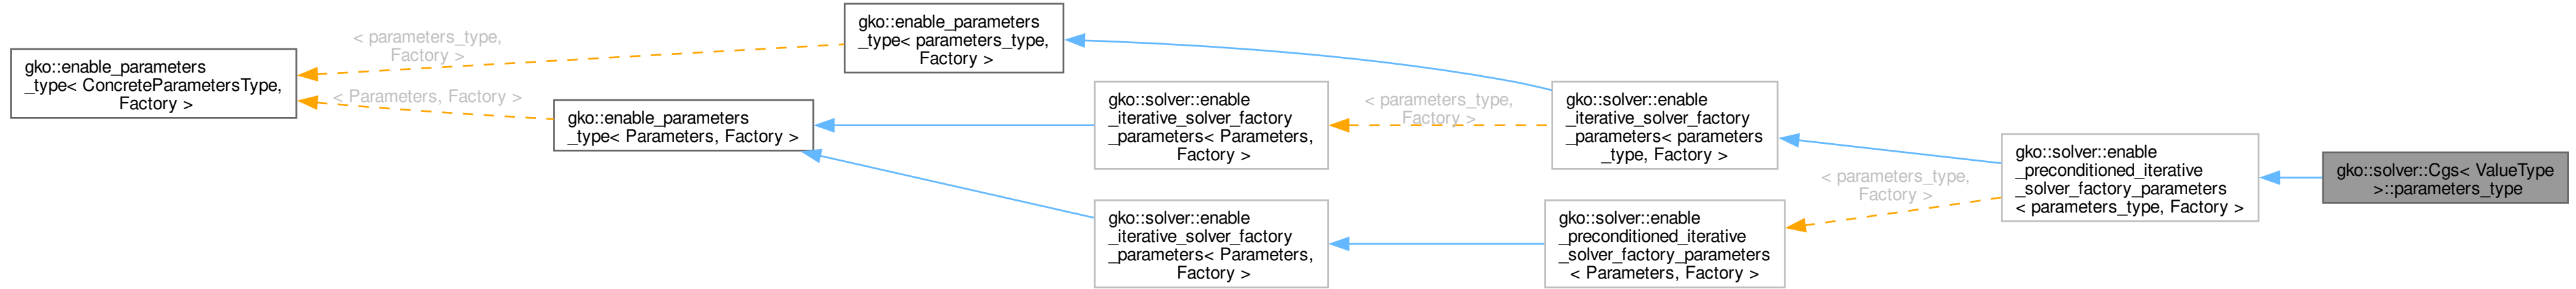 gko::enable_parameters
_type< ConcreteParametersType,
Factory >
< parameters_type,
Factory >
< Parameters, Factory >
gko::enable_parameters
_type< parameters_type,
Factory >
gko::enable_parameters
_type< Parameters, Factory >
gko::solver::enable
_iterative_solver_factory
_parameters< Parameters,
Factory >
gko::solver::enable
_iterative_solver_factory
_parameters< Parameters,
Factory >
< parameters_type,
Factory >
gko::solver::enable
_iterative_solver_factory
_parameters< parameters
_type, Factory >
gko::solver::enable
_preconditioned_iterative
_solver_factory_parameters
< Parameters, Factory >
< parameters_type,
Factory >
gko::solver::enable
_preconditioned_iterative
_solver_factory_parameters
< parameters_type, Factory >
gko::solver::Cgs< ValueType
>::parameters_type